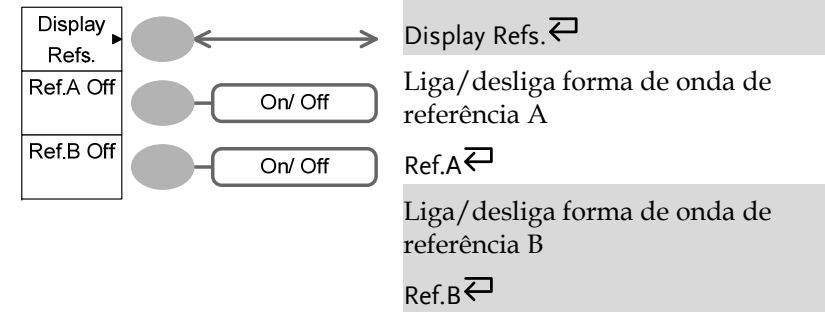 Display
Refs.
Display Refs.
Ref.A Off
On/ Off
Liga/desliga forma de onda de
referência A
Ref.B Off
On/ Off
Ref.A
Liga/desliga forma de onda de
referência B
Ref.B